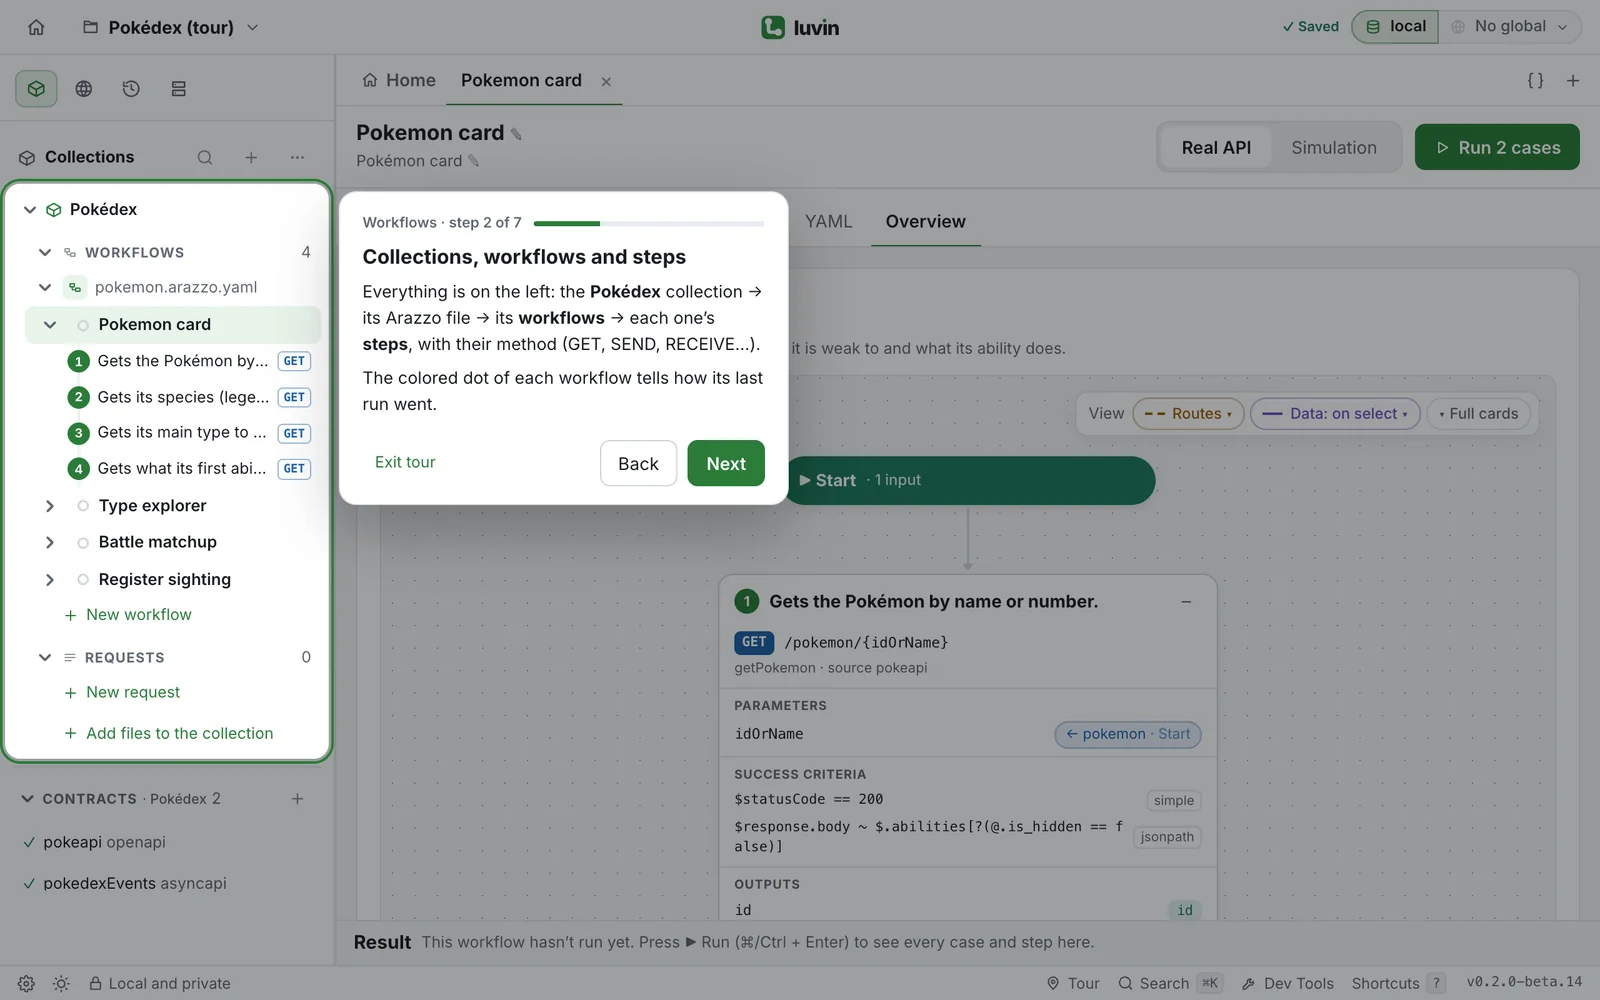 Pokédex (tour)
luvin
Saved
local
No global
Home
Pokemon card
Collections
Pokédex
WORKFLOWS 4
pokemon.arazzo.yaml
Pokemon card
1 Gets the Pokémon by... GET
2 Gets its species (lege... GET
3 Gets its main type to ... GET
4 Gets what its first abi... GET
Type explorer
Battle matchup
Register sighting
+ New workflow
REQUESTS 0
+ New request
+ Add files to the collection
CONTRACTS · Pokédex 2
pokeapi openapi
pokedexEvents asyncapi
Pokemon card
Pokémon card
Real API
Simulation
Run 2 cases
YAML
Overview
Workflows · step 2 of 7
Collections, workflows and steps
Everything is on the left: the Pokédex collection →
its Arazzo file → its workflows → each one's
steps, with their method (GET, SEND, RECEIVE...).
The colored dot of each workflow tells how its last
run went.
Exit tour
Back
Next
it is weak to and what its ability does.
View
Routes
Data: on select
Full cards
Start · 1 input
1 Gets the Pokémon by name or number.
GET /pokemon/{idOrName}
getPokemon · source pokeapi
PARAMETERS
idOrName ← pokemon · Start
SUCCESS CRITERIA
$statusCode == 200 simple
$response.body ~ $.abilities[?(@.is_hidden == f
alse)] jsonpath
OUTPUTS
id id
Result This workflow hasn't run yet. Press ▶ Run (⌘/Ctrl + Enter) to see every case and step here.
Local and private
Tour
Search ⌘K
Dev Tools
Shortcuts ?
v0.2.0-beta.14